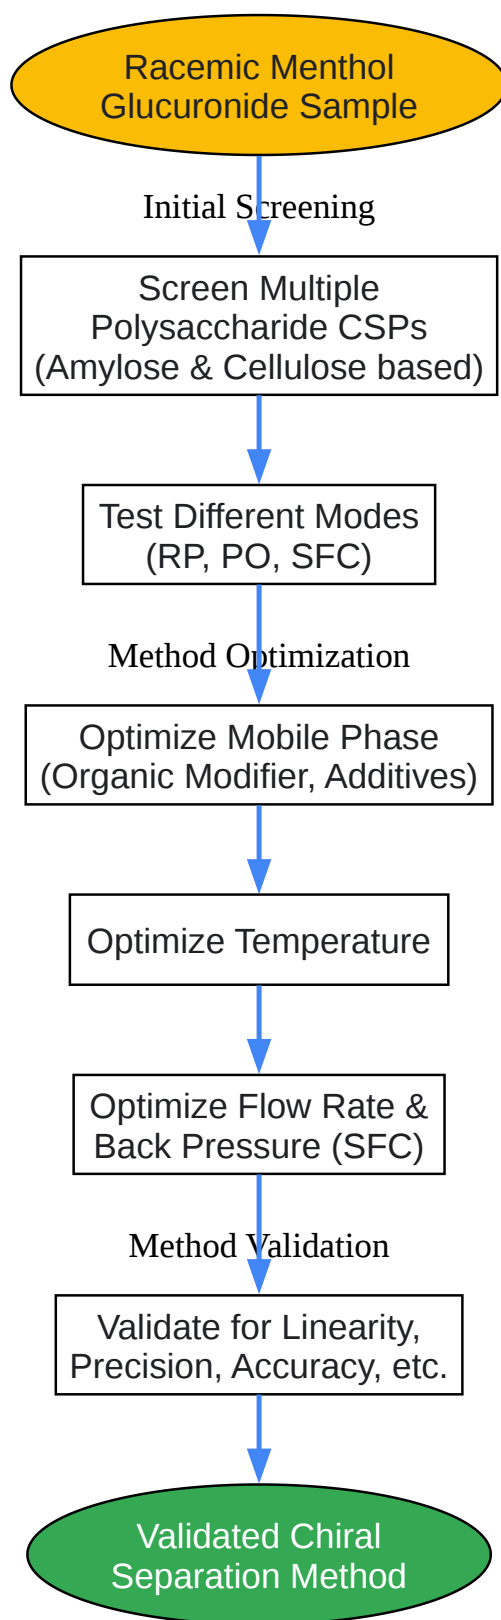 Racemic Menthol
Glucuronide Sample
Initial Screening
Screen Multiple
Polysaccharide CSPs
(Amylose & Cellulose based)
Test Different Modes
(RP, PO, SFC)
Method Optimization
Optimize Mobile Phase
(Organic Modifier, Additives)
Optimize Temperature
Optimize Flow Rate &
Back Pressure (SFC)
Method Validation
Validate for Linearity,
Precision, Accuracy, etc.
Validated Chiral
Separation Method